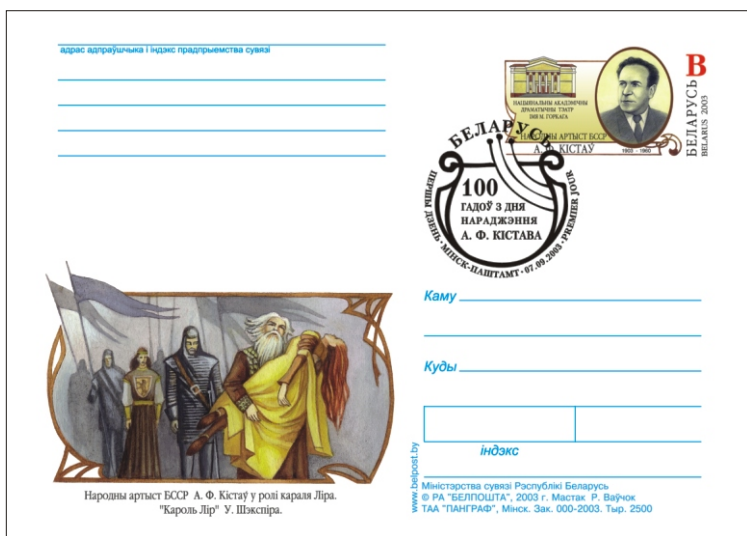 адрас адпраўшчыка і індэкс прадпрыемства сувязі
НАЦЫЯНАЛЬНЫ АКАДЭМІЧНЫ
ДРАМАТЫЧНЫ ТЭАТР
ІМЯ М. ГОРКАГА
НАРОДНЫ АРТЫСТ БССР
А. Ф. КІСТАЎ
1903 - 1960
B
БЕЛАРУСЬ
BELARUS 2003
БЕЛАРУСЬ
100
ГАДОЎ З ДНЯ
НАРАДЖЭННЯ
А. Ф. КІСТАВА
ПЕРШЫ ДЗЕНЬ · МІНСК-ПАШТАМТ · 07.09.2003 · PREMIER JOUR
Каму
Куды
індэкс
www.belpost.by
Міністэрства сувязі Рэспублікі Беларусь
© РА "БЕЛПОШТА", 2003 г. Мастак Р. Ваўчок
ТАА "ПАНГРАФ", Мінск. Зак. 000-2003. Тыр. 2500
Народны артыст БССР А. Ф. Кістаў у ролі караля Ліра.
"Кароль Лір" У. Шэкспіра.